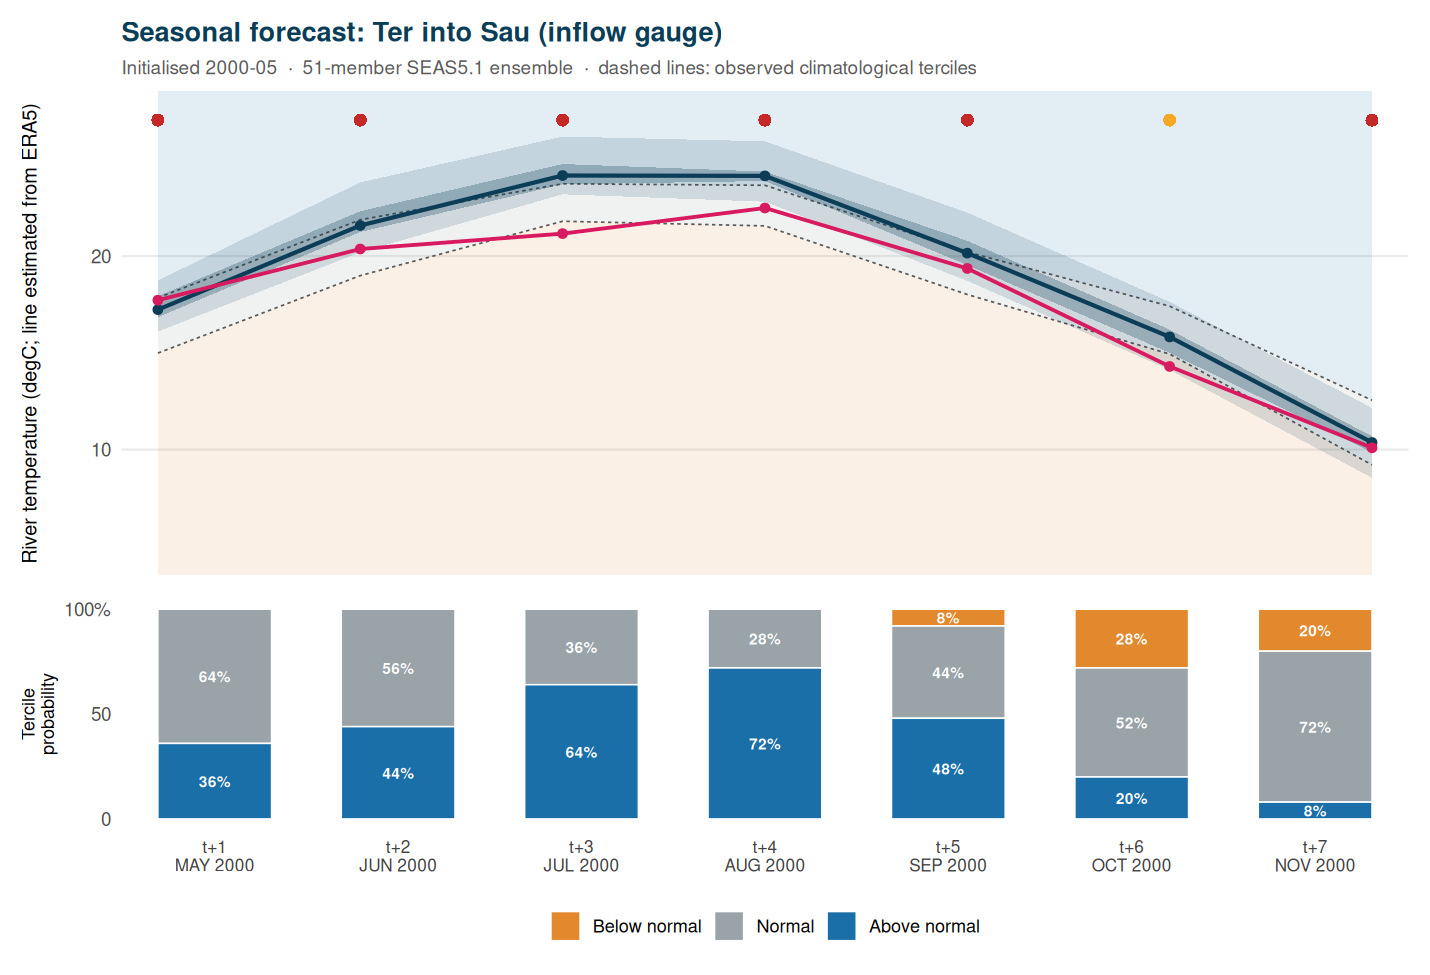 Seasonal forecast: Ter into Sau (inflow gauge)
Initialised 2000-05 · 51-member SEAS5.1 ensemble · dashed lines: observed climatological terciles
River temperature (degC; line estimated from ERA5)
20
10
Tercile
probability
100%
50
0
64%
56%
36%
28%
8%
44%
28%
52%
20%
72%
36%
44%
64%
72%
48%
20%
8%
t+1
MAY 2000
t+2
JUN 2000
t+3
JUL 2000
t+4
AUG 2000
t+5
SEP 2000
t+6
OCT 2000
t+7
NOV 2000
Below normal
Normal
Above normal